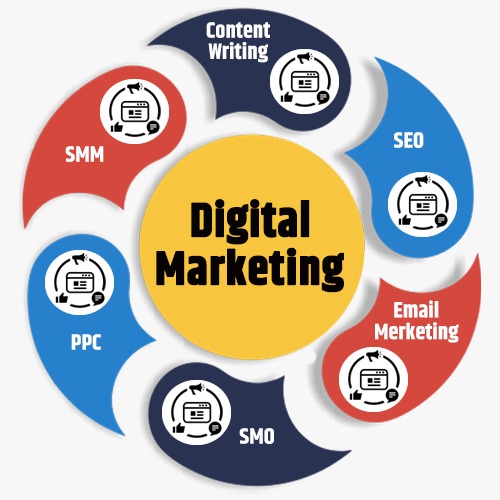 Content
Writing
SEO
Email
Merketing
SMO
PPC
SMM
Digital
Marketing